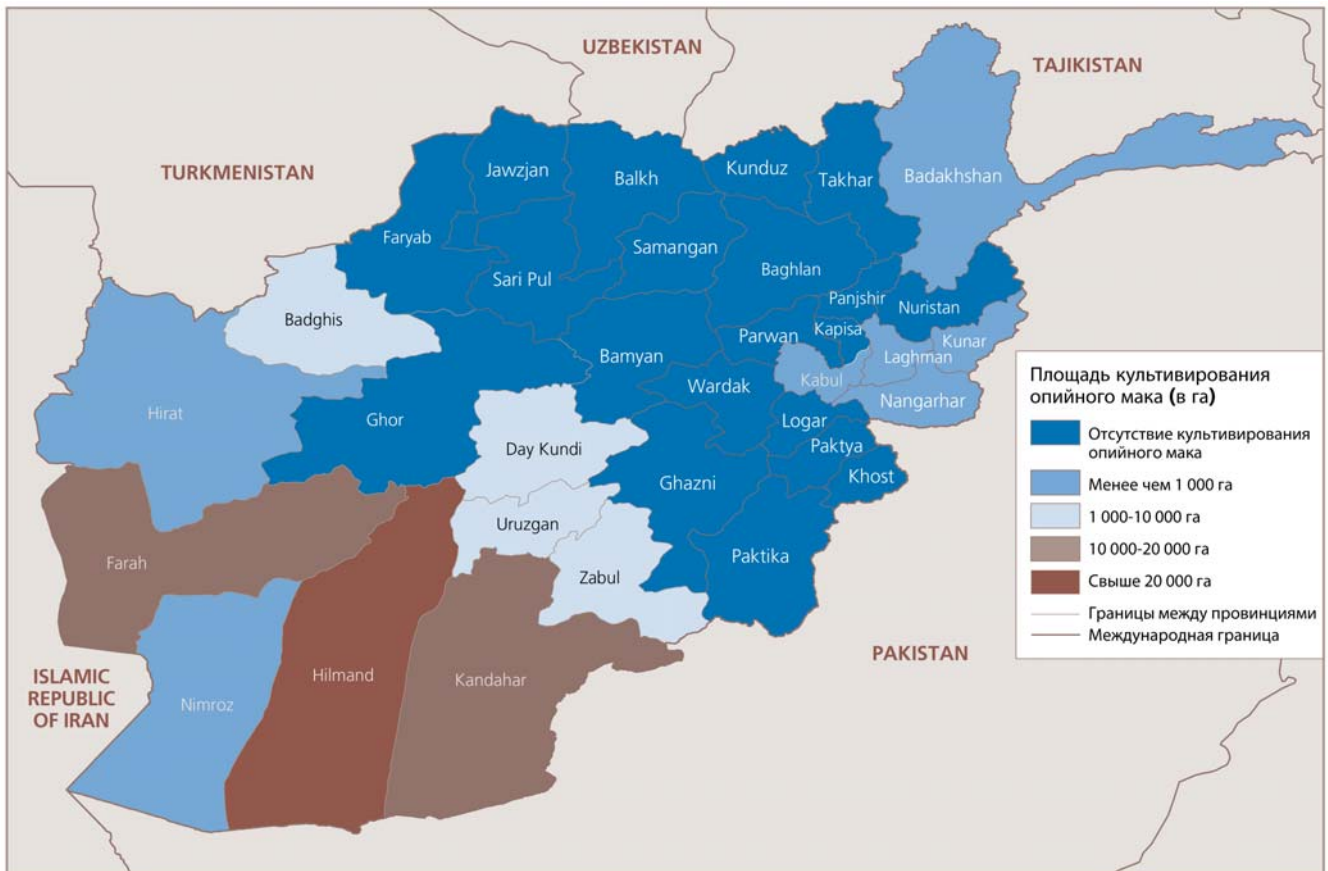 UZBEKISTAN
TAJIKISTAN
TURKMENISTAN
Jawzjan
Balkh
Kunduz
Takhar
Badakhshan
Faryab
Samangan
Sari Pul
Baghlan
Panjshir
Nuristan
Badghis
Parwan
Kapisa
Kunar
Bamyan
Laghman
Kabul
Wardak
Nangarhar
Hirat
Ghor
Logar
Day Kundi
Paktya
Ghazni
Khost
Uruzgan
Farah
Zabul
Paktika
Hilmand
Kandahar
Nimroz
PAKISTAN
ISLAMIC
REPUBLIC
OF IRAN
Площадь культивирования
опийного мака (в га)
Отсутствие культивирования
опийного мака
Менее чем 1 000 га
1 000-10 000 га
10 000-20 000 га
Свыше 20 000 га
Границы между провинциями
Международная граница